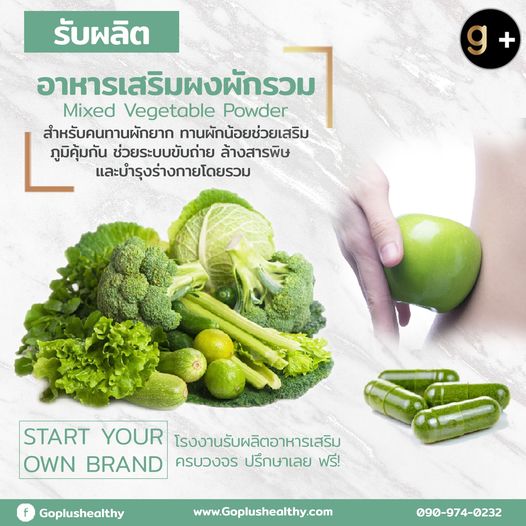 รับผลิต
g +
อาหารเสริมผงผักรวม
Mixed Vegetable Powder
สำหรับคนทานผักยาก ทานผักน้อยช่วยเสริม
ภูมิคุ้มกัน ช่วยระบบขับถ่าย ล้างสารพิษ
และบำรุงร่างกายโดยรวม
START YOUR
OWN BRAND
โรงงานรับผลิตอาหารเสริม
ครบวงจร ปรึกษาเลย ฟรี!
f Goplushealthy
www.Goplushealthy.com
090-974-0232